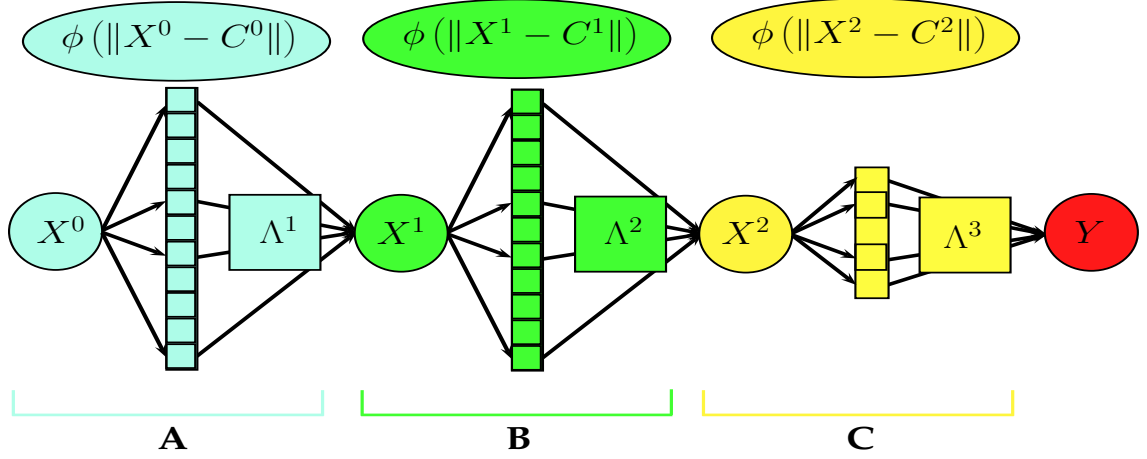 ϕ (∥X⁰ − C⁰∥) ϕ (∥X¹ − C¹∥) ϕ (∥X² − C²∥)
X⁰ Λ¹ X¹ Λ² X² Λ³ Y
A B C